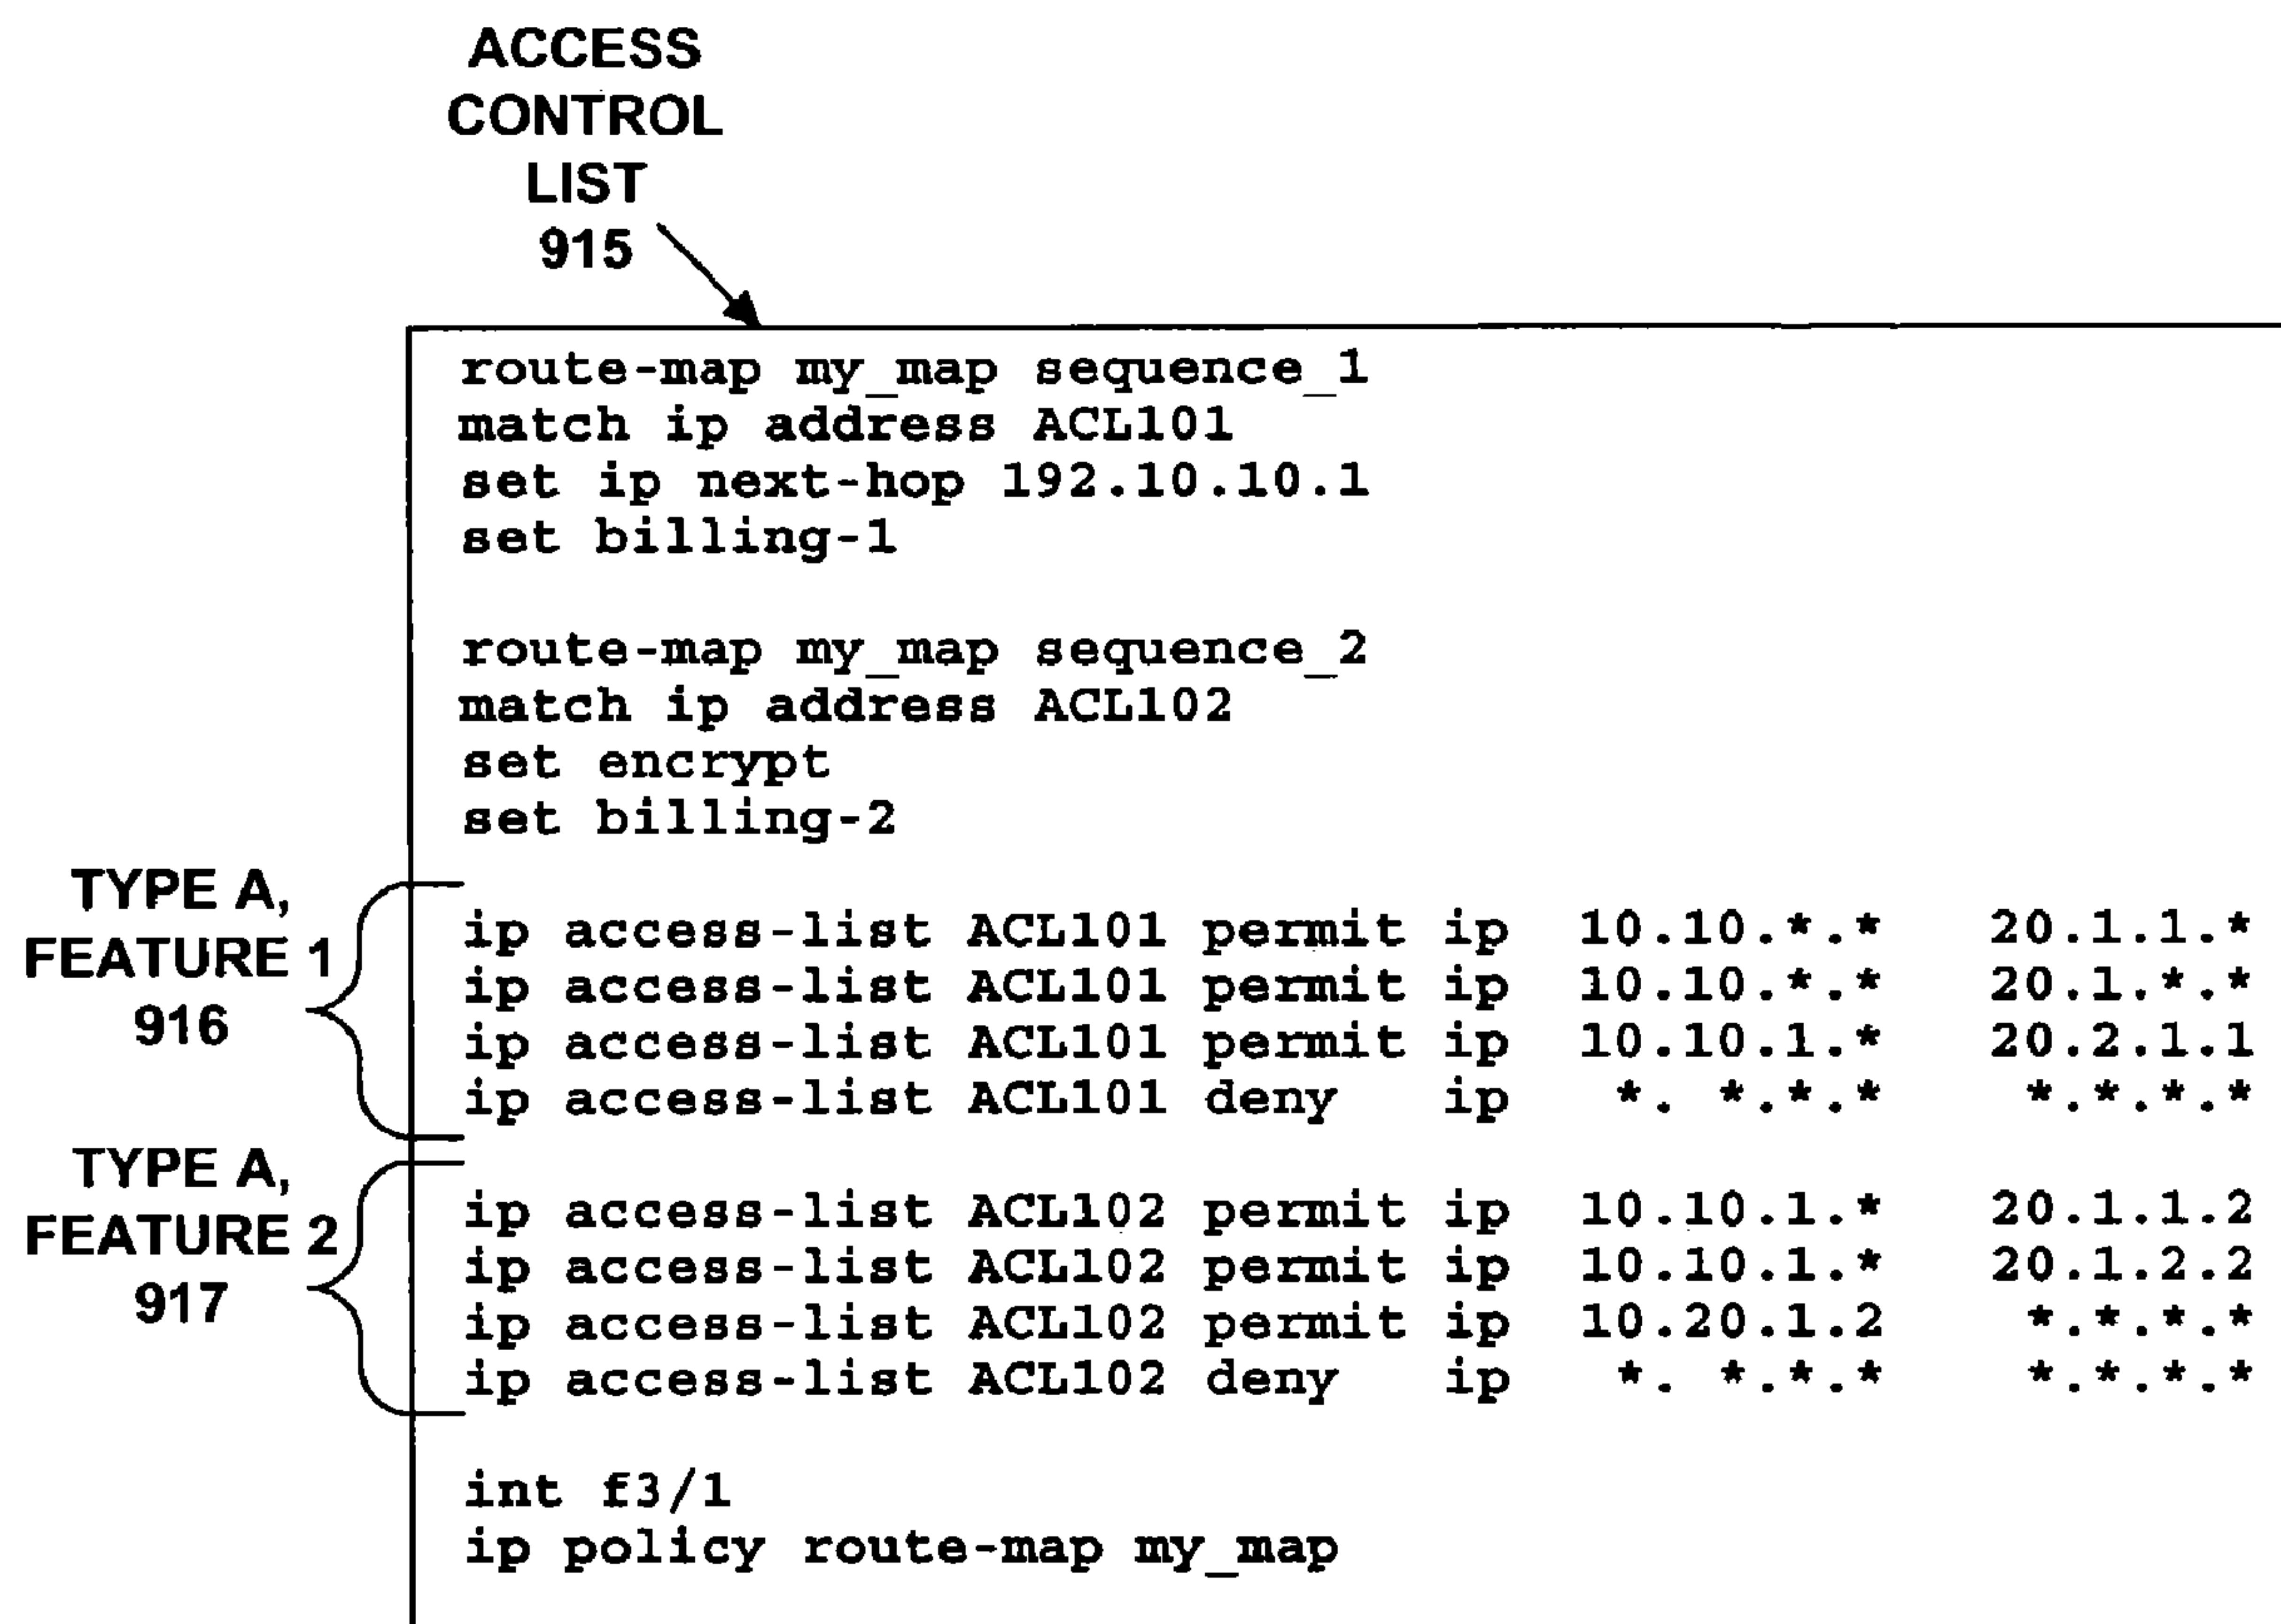 ACCESS
CONTROL
LIST
915
route-map my_map sequence_1
match ip address ACL101
set ip next-hop 192.10.10.1
set billing-1
route-map my_map sequence_2
match ip address ACL102
set encrypt
set billing-2
TYPE A,
FEATURE 1
916
ip access-list ACL101 permit ip 10.10.*.* 20.1.1.*
ip access-list ACL101 permit ip 10.10.*.* 20.1.*.*
ip access-list ACL101 permit ip 10.10.1.* 20.2.1.1
ip access-list ACL101 deny ip *. *.*.* *.*.*.*
TYPE A,
FEATURE 2
917
ip access-list ACL102 permit ip 10.10.1.* 20.1.1.2
ip access-list ACL102 permit ip 10.10.1.* 20.1.2.2
ip access-list ACL102 permit ip 10.20.1.2 *.*.*.*
ip access-list ACL102 deny ip *. *.*.* *.*.*.*
int f3/1
ip policy route-map my_map